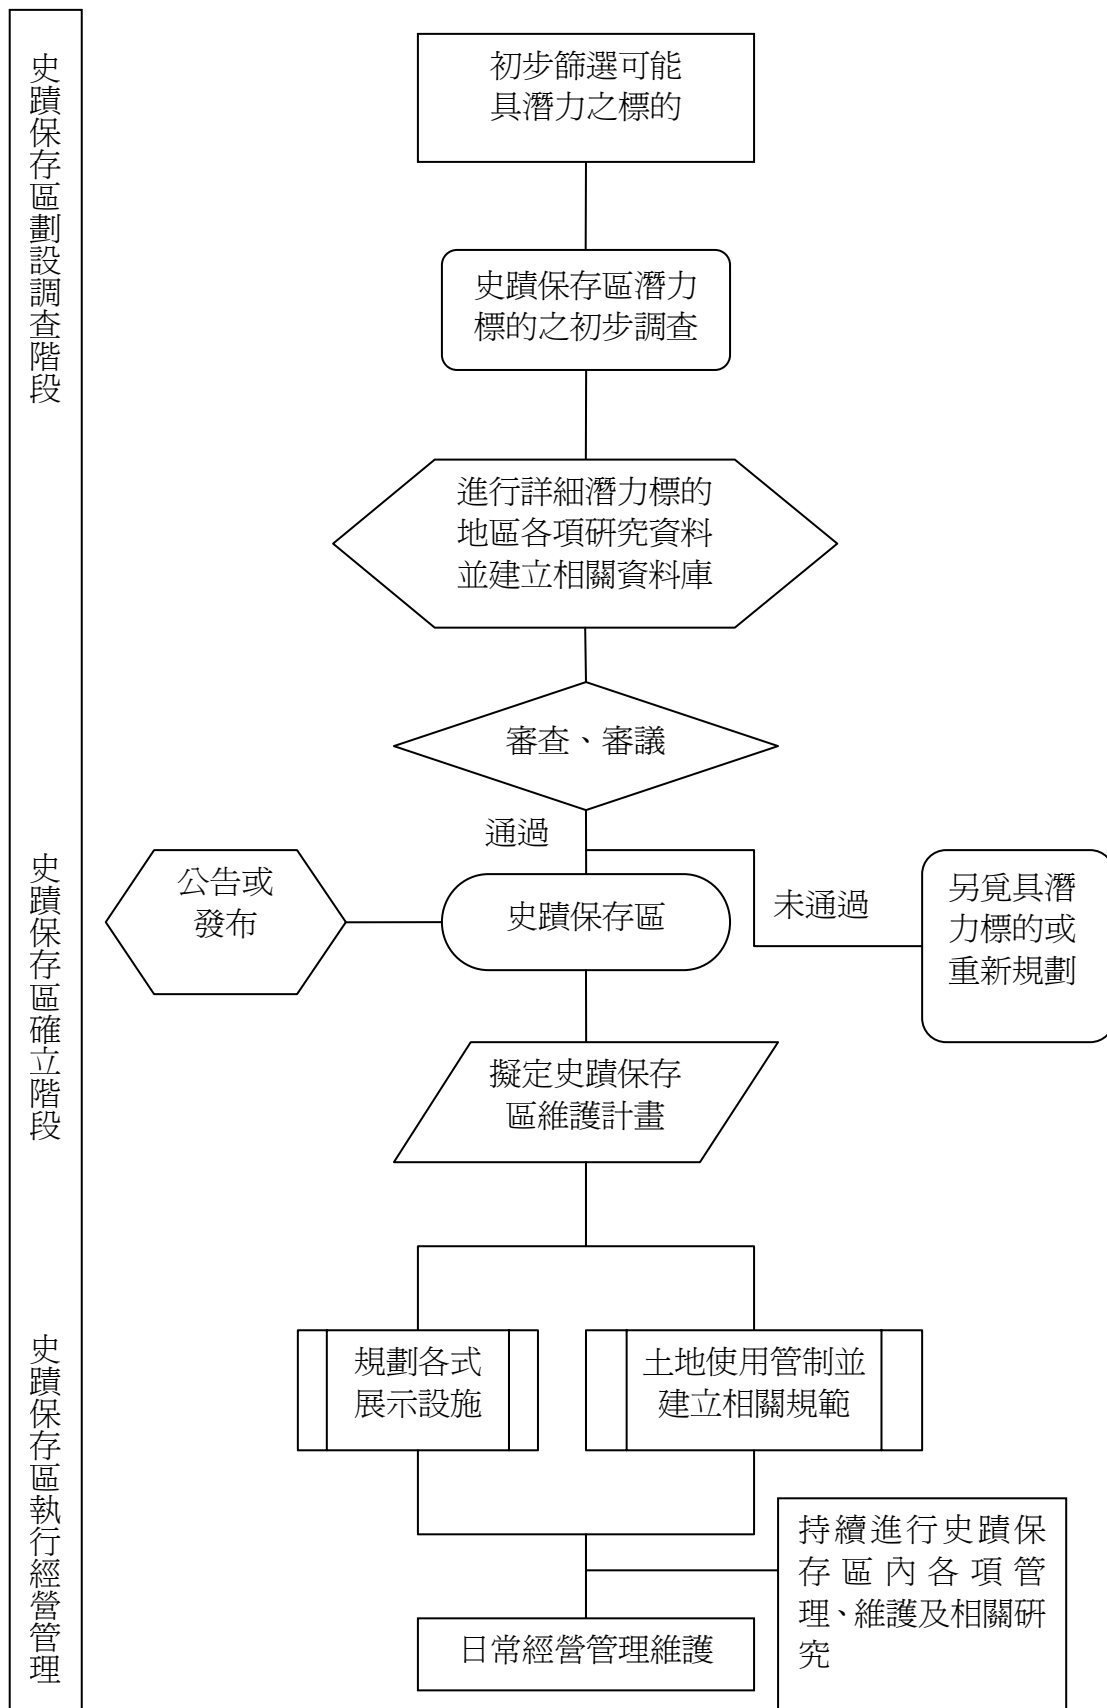 史蹟保存區劃設調查階段
初步篩選可能
具潛力之標的
史蹟保存區潛力
標的之初步調查
進行詳細潛力標的
地區各項研究資料
並建立相關資料庫
審查、審議
通過
史蹟保存區確立階段
公告或
發布
史蹟保存區
未通過
另覓具潛
力標的或
重新規劃
擬定史蹟保存
區維護計畫
史蹟保存區執行經營管理
規劃各式
展示設施
土地使用管制並
建立相關規範
持續進行史蹟保
存區內各項管
理、維護及相關研
究
日常經營管理維護